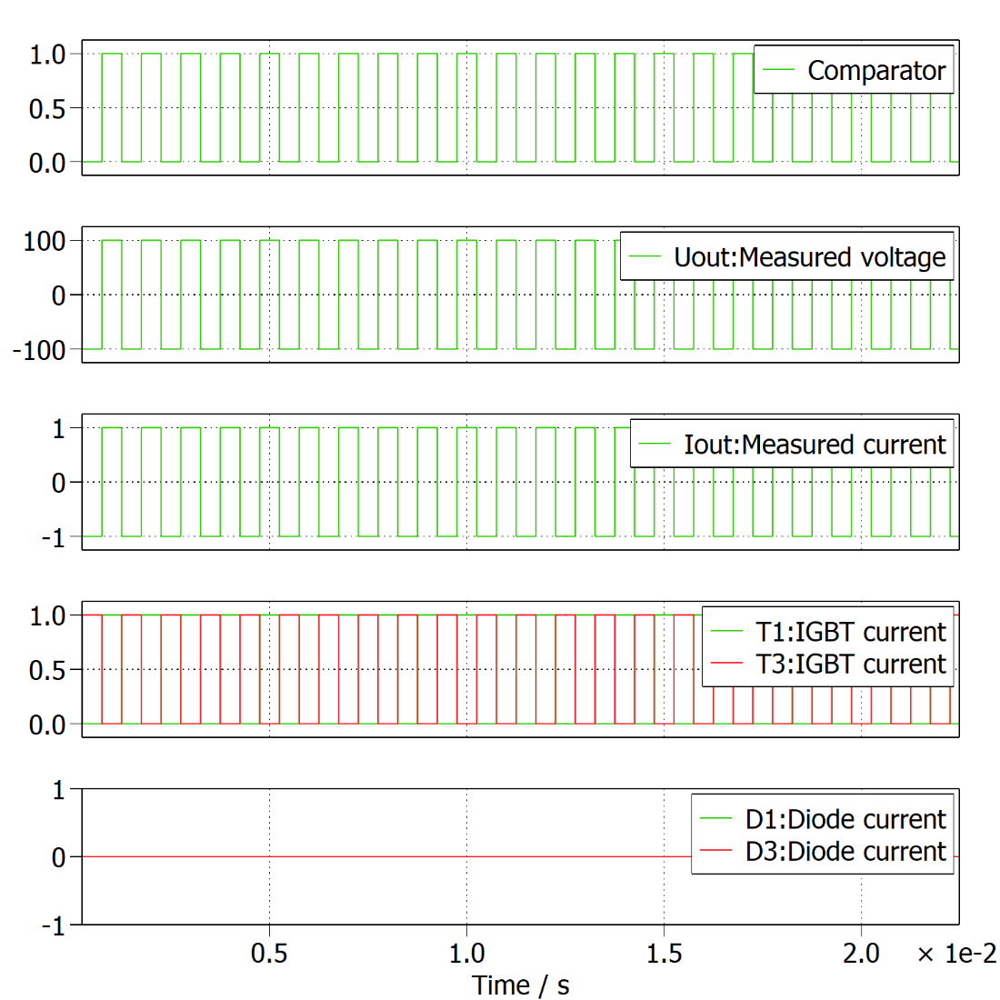 1.0
Comparator
0.5
0.0
100
Uout:Measured voltage
0
-100
1
Iout:Measured current
0
-1
1.0
T1:IGBT current
0.5
T3:IGBT current
0.0
1
D1:Diode current
0
D3:Diode current
-1
0.5 1.0 1.5 2.0 × 1e-2
Time / s